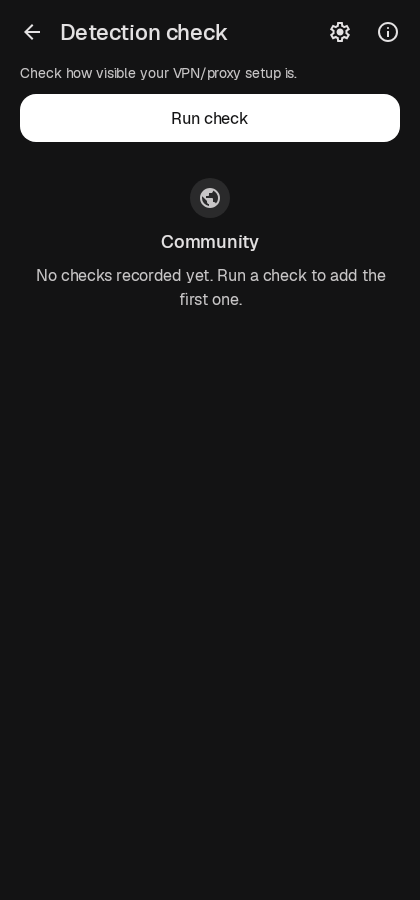 Detection check
Check how visible your VPN/proxy setup is.
Run check
Community
No checks recorded yet. Run a check to add the
first one.